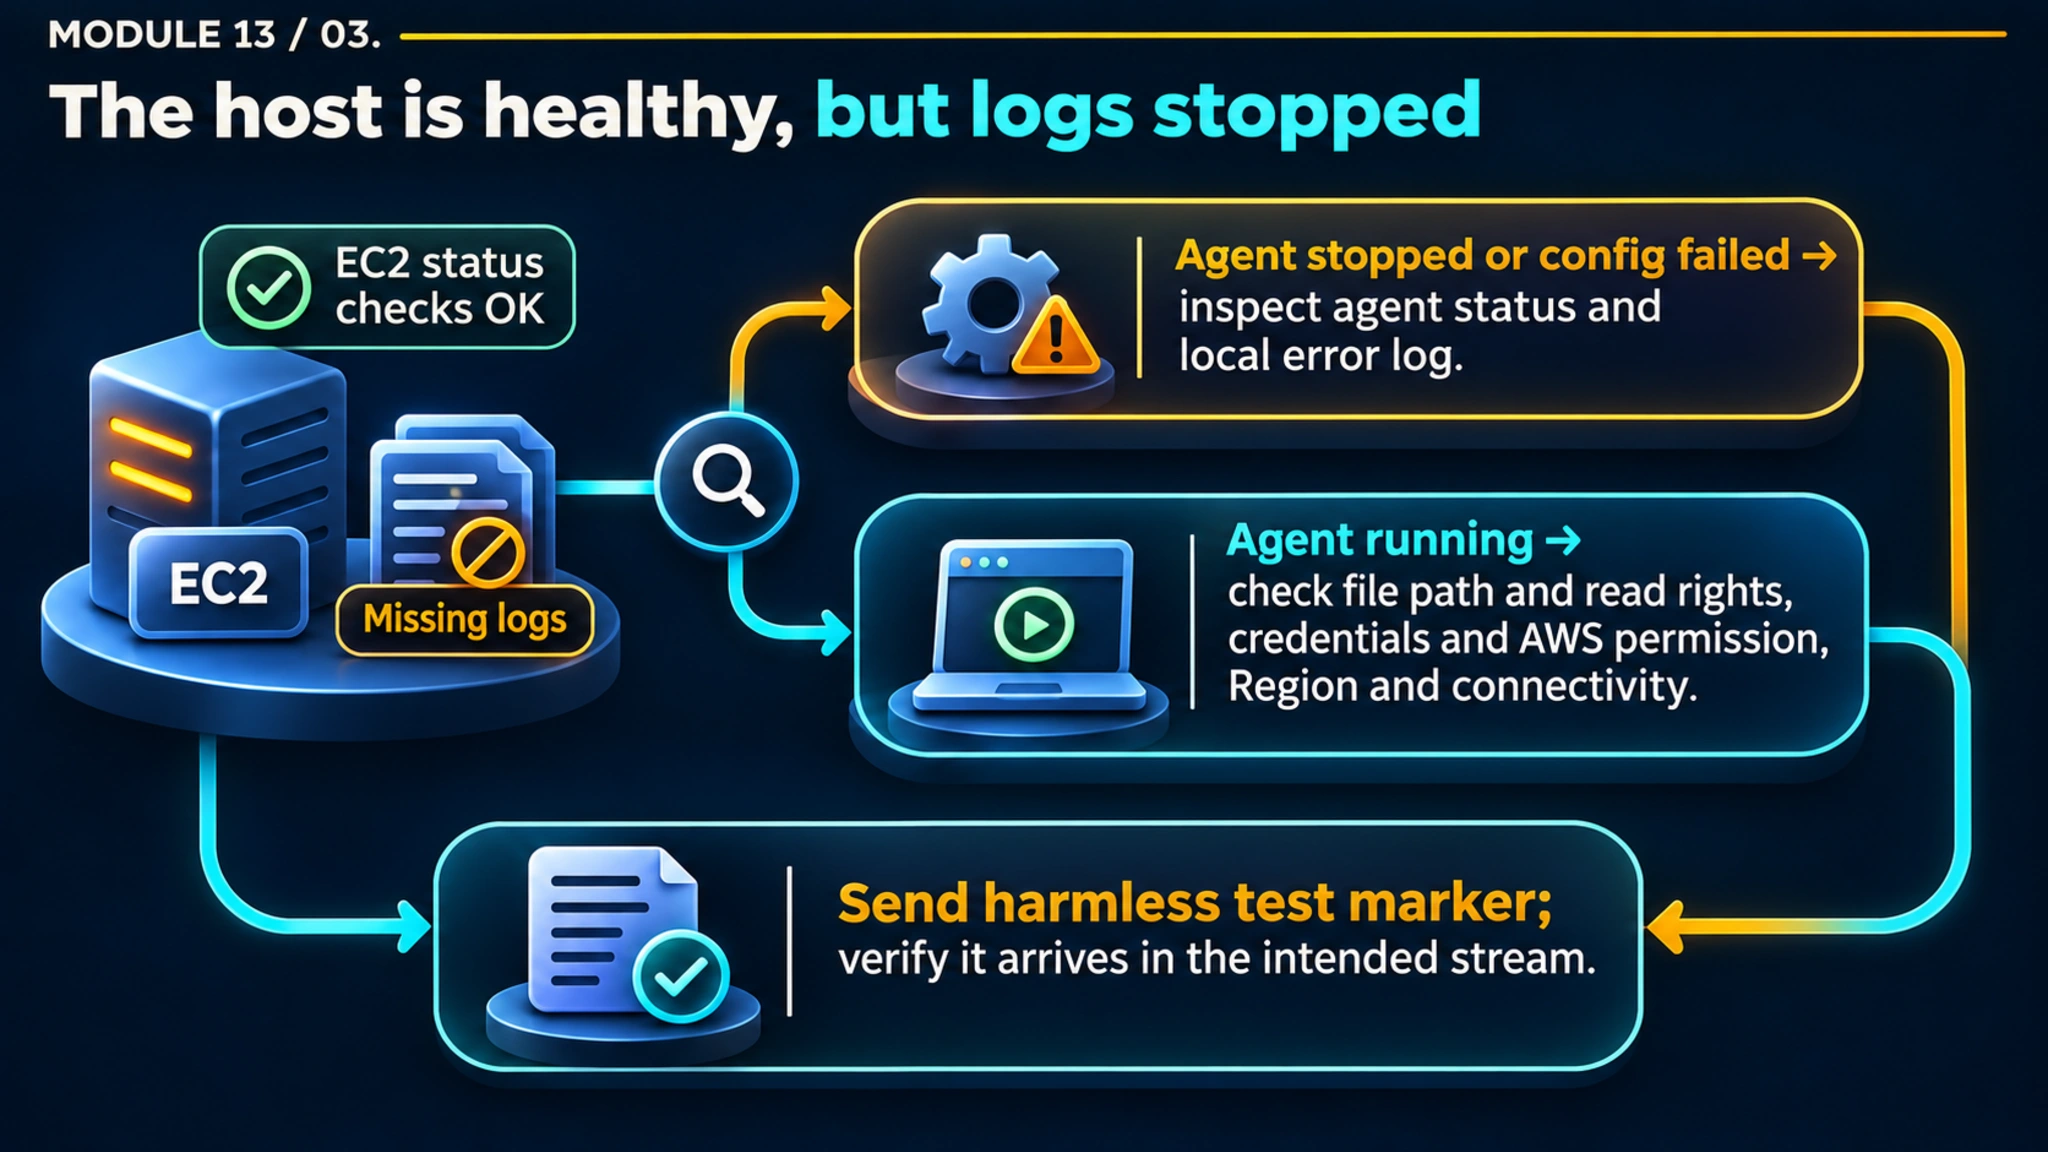 MODULE 13 / 03.
The host is healthy, but logs stopped
EC2 status
checks OK
EC2
Missing logs
Agent stopped or config failed →
inspect agent status and
local error log.
Agent running →
check file path and read rights,
credentials and AWS permission,
Region and connectivity.
Send harmless test marker;
verify it arrives in the intended stream.